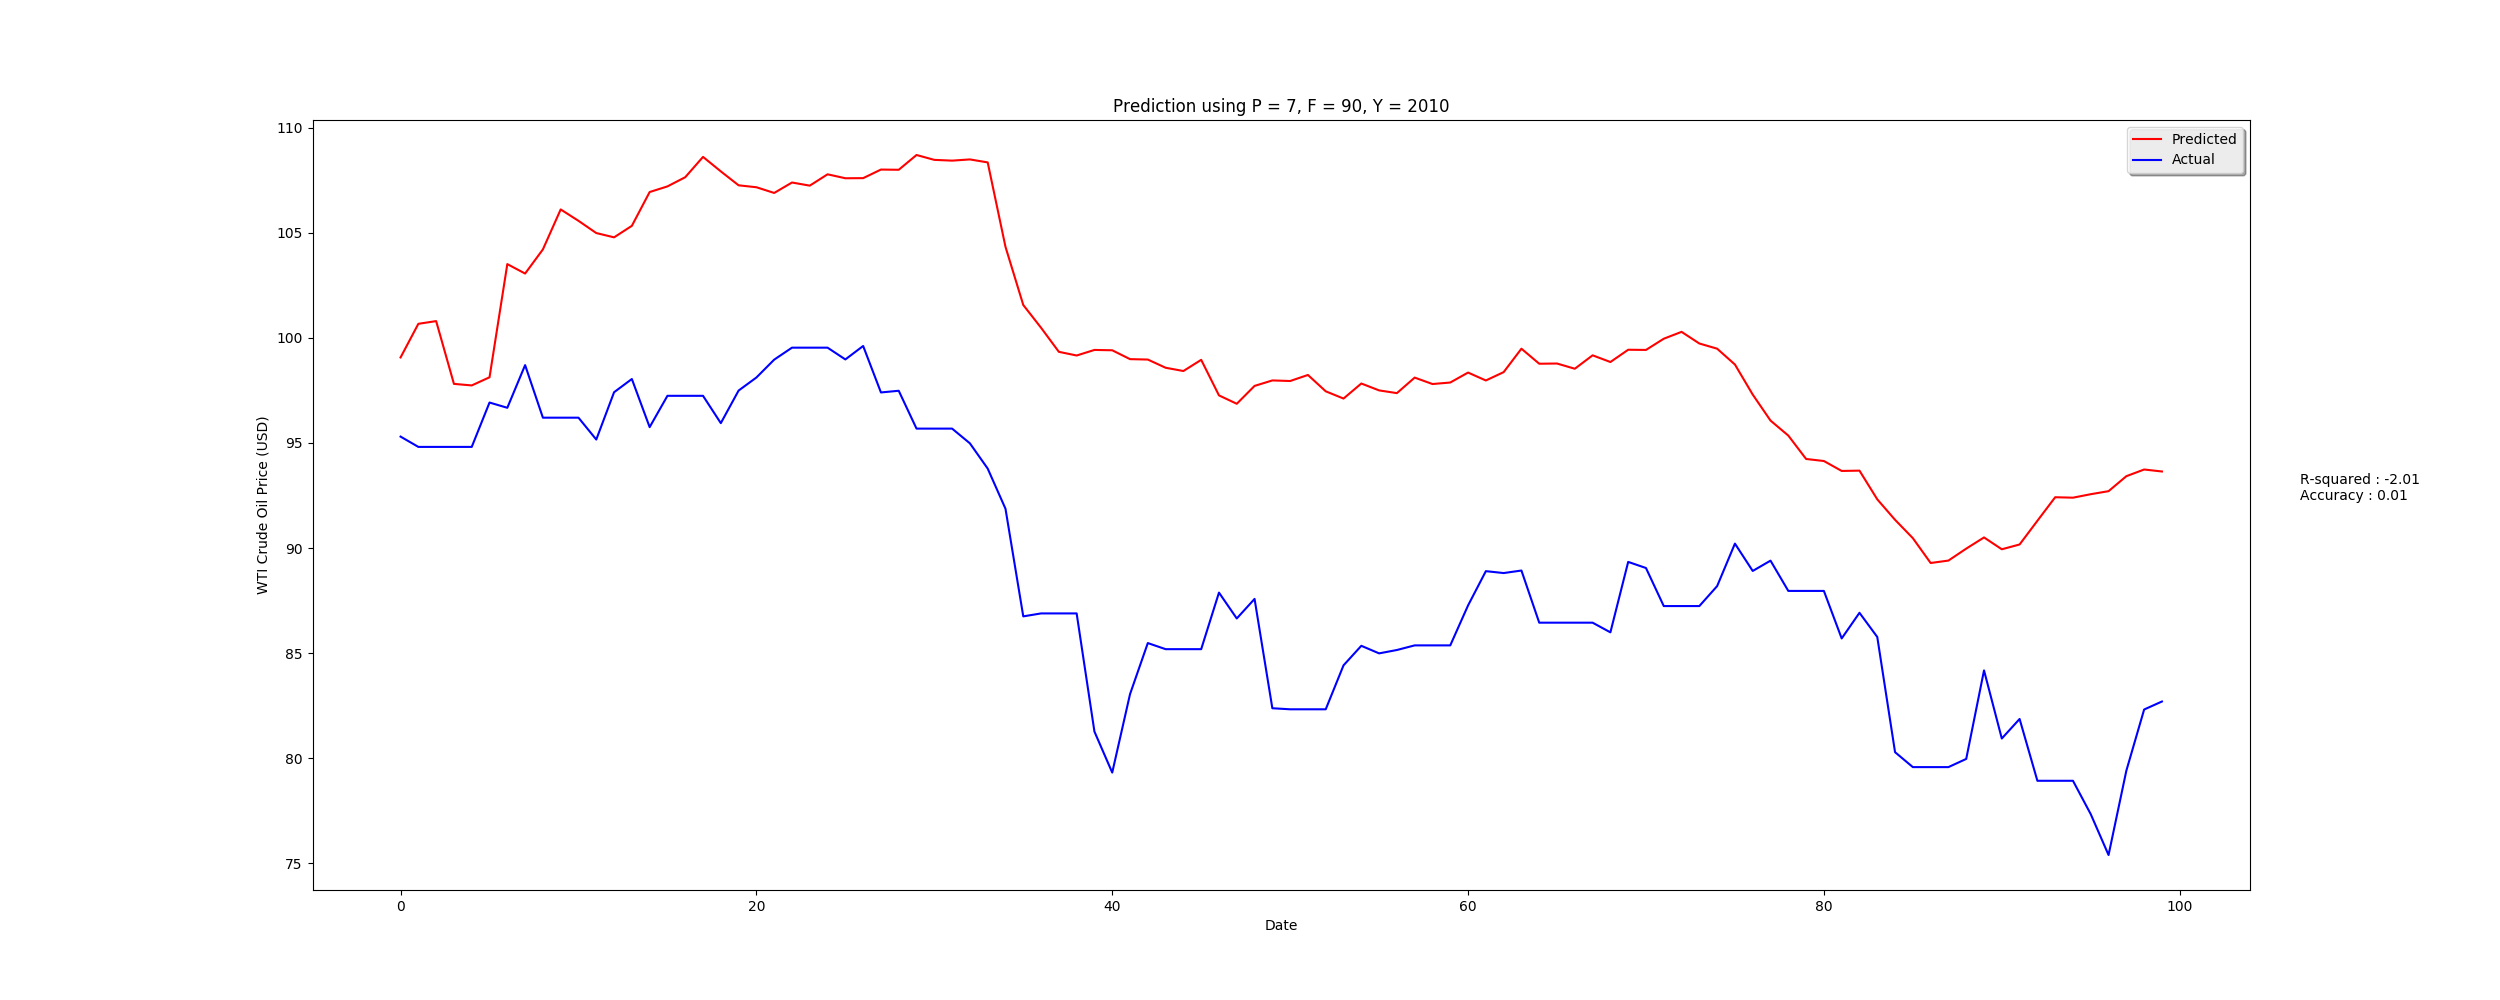 Prediction using P = 7, F = 90, Y = 2010
Predicted
Actual
110
105
100
95
90
85
80
75
WTI Crude Oil Price (USD)
0 20 40 60 80 100
Date
R-squared : -2.01
Accuracy : 0.01